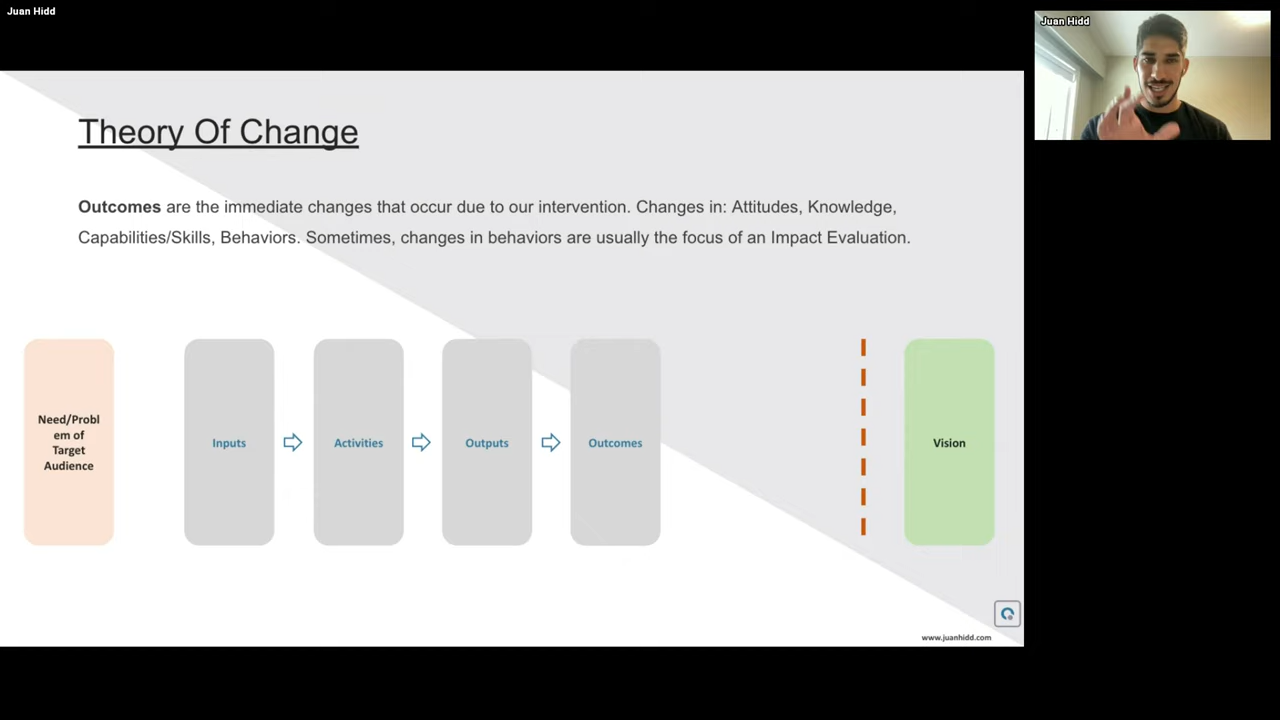 Juan Hidd
Juan Hidd
Theory Of Change
Outcomes are the immediate changes that occur due to our intervention. Changes in: Attitudes, Knowledge,
Capabilities/Skills, Behaviors. Sometimes, changes in behaviors are usually the focus of an Impact Evaluation.
Need/Probl
em of
Target
Audience
Inputs
Activities
Outputs
Outcomes
Vision
www.juanhidd.com